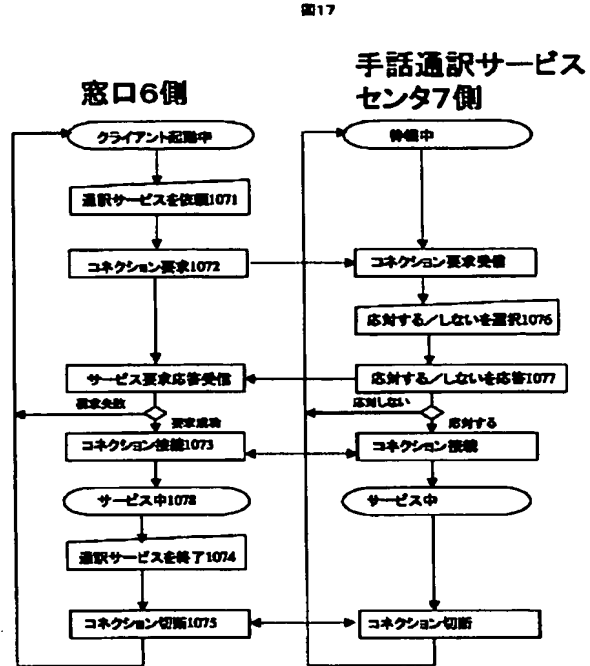 図17
窓口6側
手話通訳サービス
センタ7側
クライアント起動中
待機中
通訳サービスを依頼1071
コネクション要求1072
コネクション要求受信
応対する/しないを選択1076
サービス要求応答受信
応対する/しないを応答1077
要求失敗
要求成功
応対しない
応対する
コネクション接続1073
コネクション接続
サービス中1078
サービス中
通訳サービスを終了1074
コネクション切断1075
コネクション切断